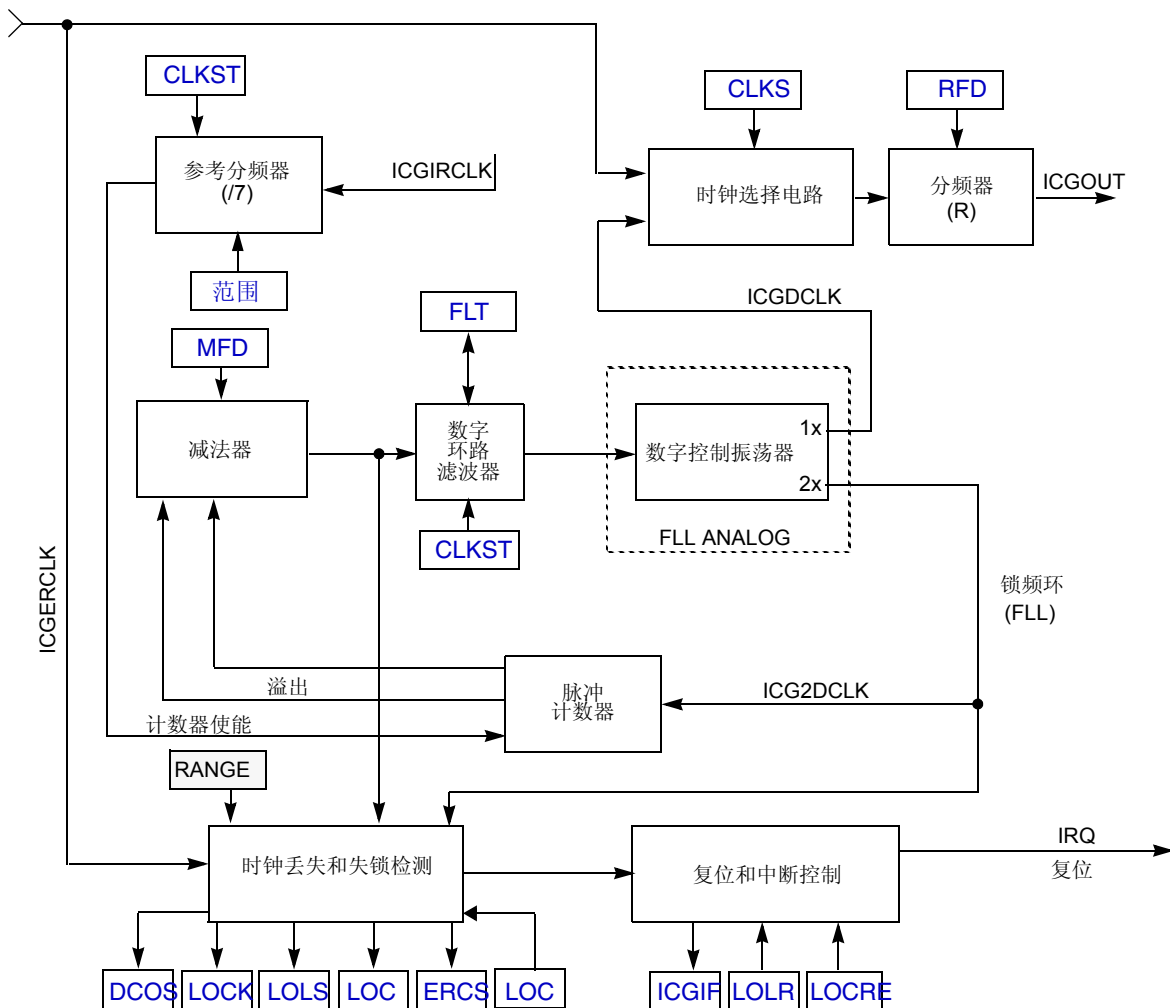 CLKST
CLKS
RFD
参考分频器
(/7)
ICGIRCLK
时钟选择电路
分频器
(R)
ICGOUT
范围
ICGDCLK
FLT
MFD
减法器
数字
环路
滤波器
1x
数字控制振荡器
2x
FLL ANALOG
CLKST
ICGERCLK
锁频环
(FLL)
溢出
脉冲
计数器
ICG2DCLK
计数器使能
RANGE
时钟丢失和失锁检测
复位和中断控制
IRQ
复位
DCOS
LOCK
LOLS
LOC
ERCS
LOC
ICGIF
LOLR
LOCRE